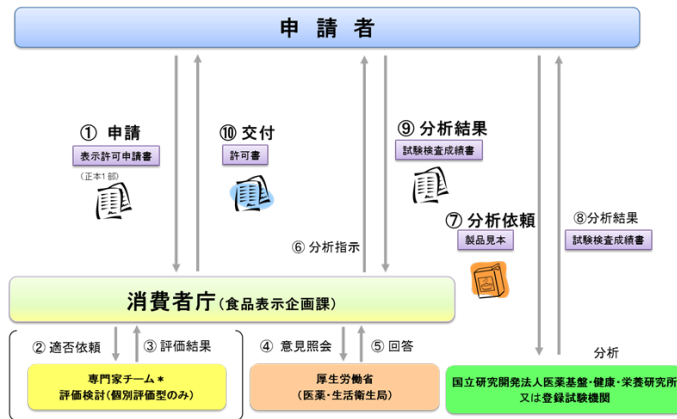 申 請 者
① 申請
表示許可申請書
(正本1部)
⑩ 交付
許可書
⑨ 分析結果
試験検査成績書
⑦ 分析依頼
製品見本
⑧分析結果
試験検査成績書
⑥ 分析指示
消費者庁(食品表示企画課)
② 適否依頼
③ 評価結果
④ 意見照会
⑤ 回答
分析
専門家チーム*
評価検討(個別評価型のみ)
厚生労働省
(医薬・生活衛生局)
国立研究開発法人医薬基盤・健康・栄養研究所
又は登録試験機関